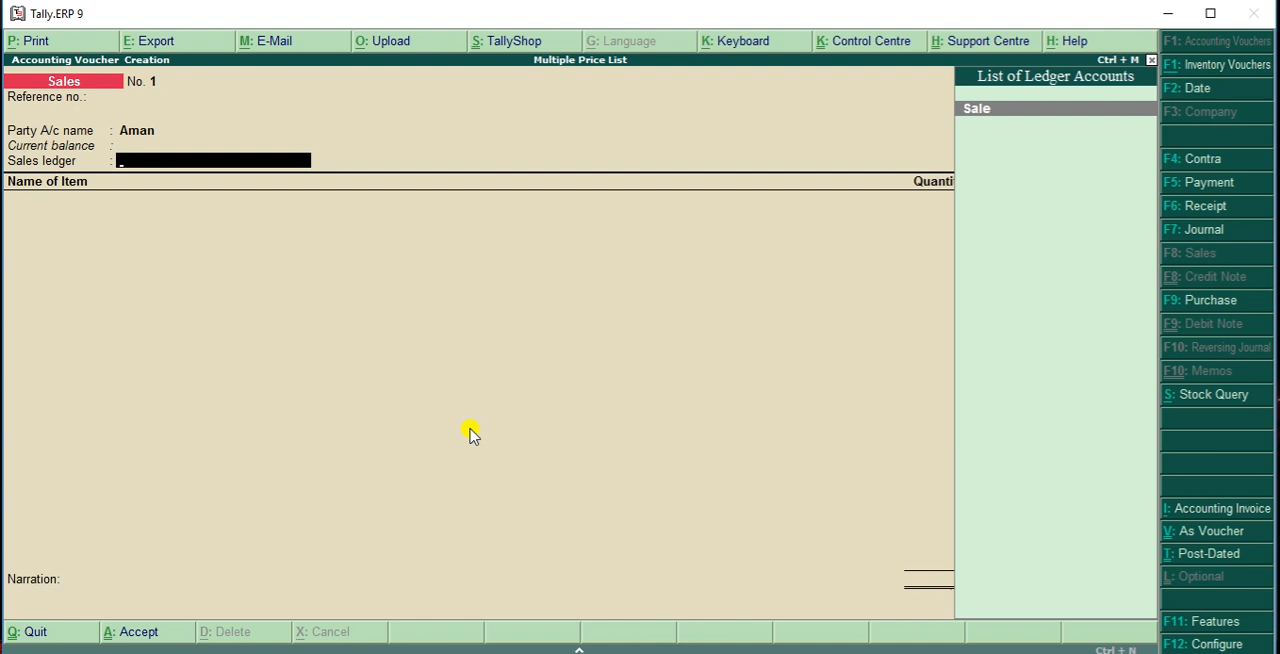 Tally.ERP 9
P: Print E: Export M: E-Mail O: Upload S: TallyShop G: Language K: Keyboard K: Control Centre H: Support Centre H: Help
Accounting Voucher Creation Multiple Price List Ctrl + M
Sales No. 1
Reference no.:
Party A/c name : Aman
Current balance :
Sales ledger :
Name of Item Quanti
Narration:
List of Ledger Accounts
Sale
F1: Accounting Vouchers
F1: Inventory Vouchers
F2: Date
F3: Company
F4: Contra
F5: Payment
F6: Receipt
F7: Journal
F8: Sales
F8: Credit Note
F9: Purchase
F9: Debit Note
F10: Reversing Journal
F10: Memos
S: Stock Query
I: Accounting Invoice
V: As Voucher
T: Post-Dated
L: Optional
F11: Features
F12: Configure
Q: Quit A: Accept D: Delete X: Cancel
Ctrl + N